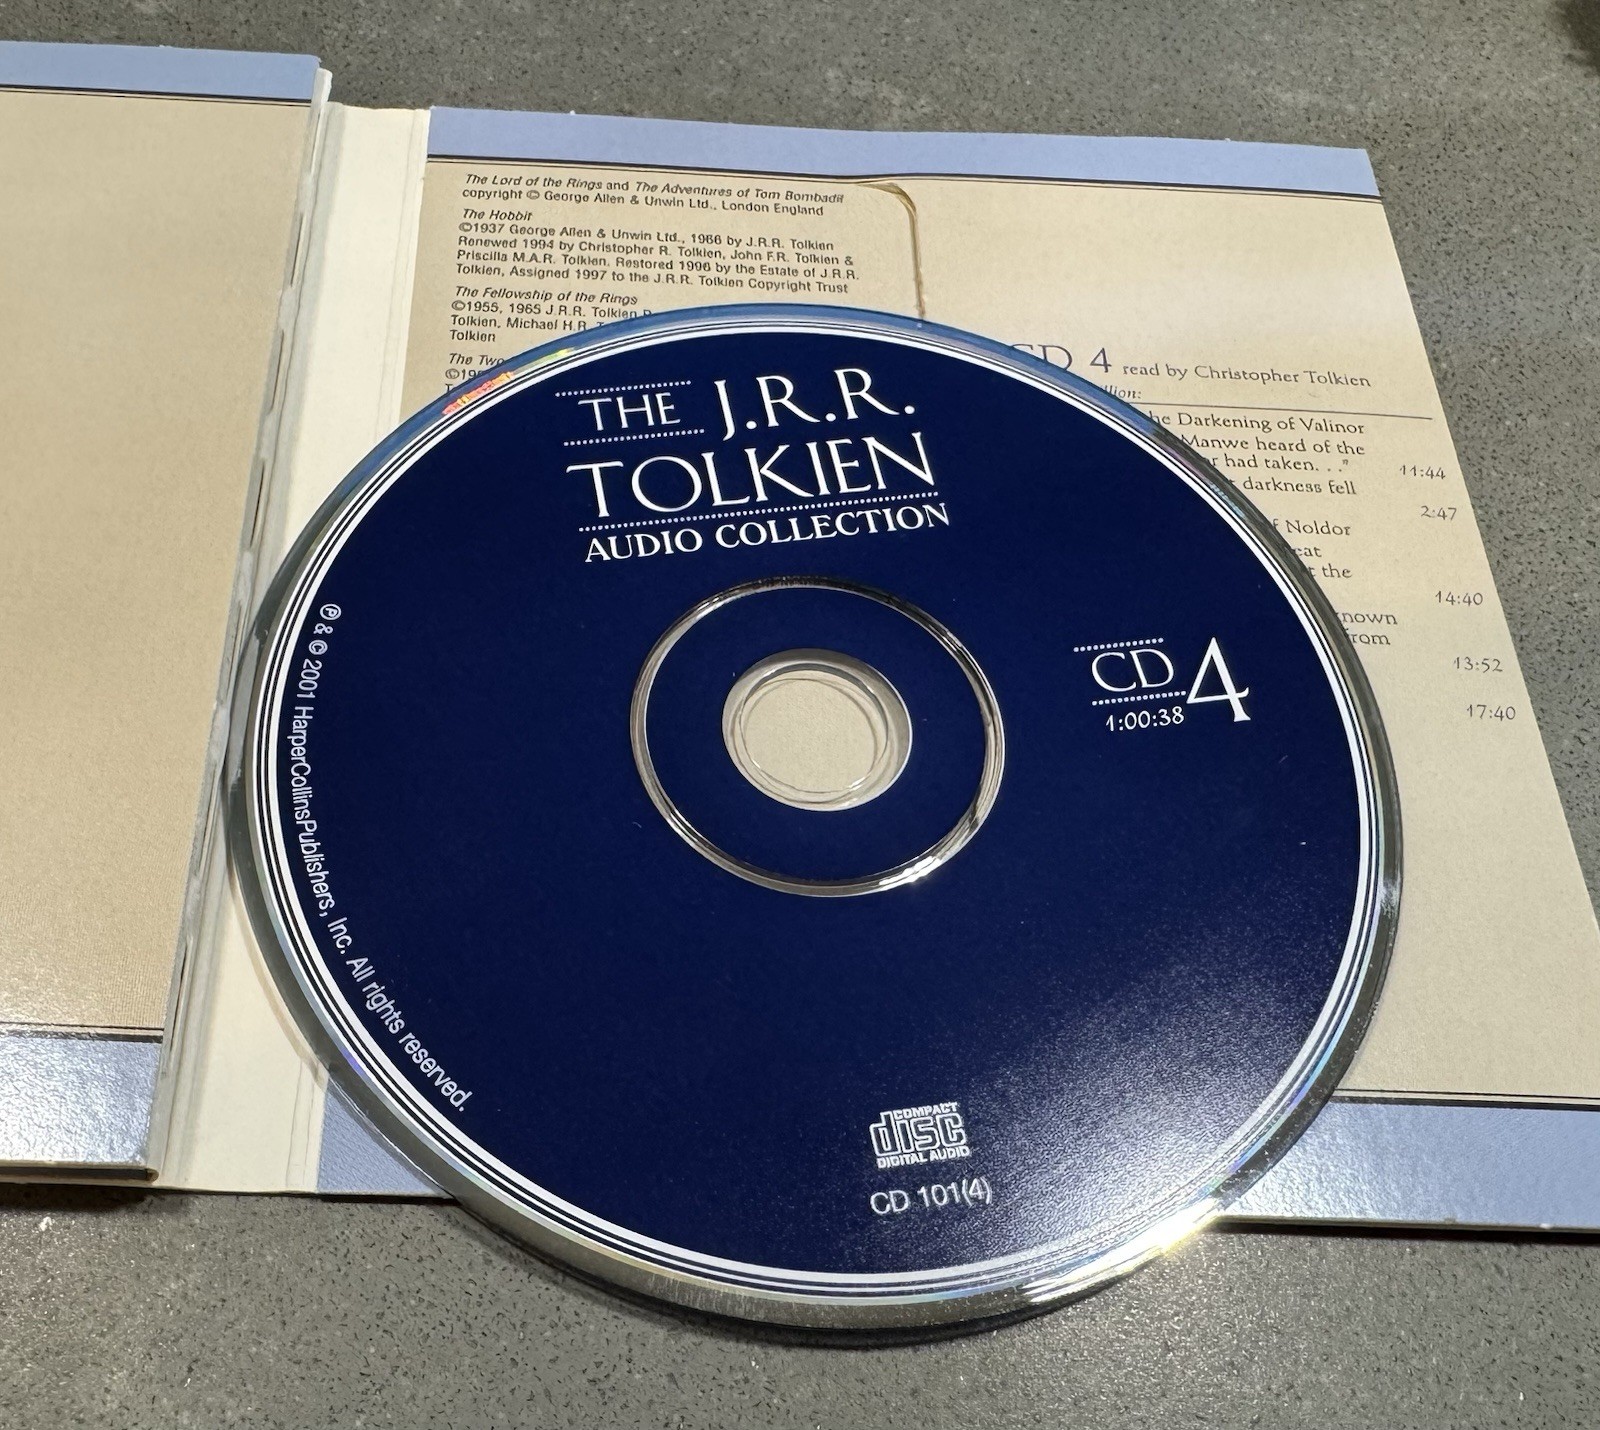 The Lord of the Rings and The Adventures of Tom Bombadil
copyright © George Allen & Unwin Ltd., London England
The Hobbit
©1937 George Allen & Unwin Ltd., 1966 by J.R.R. Tolkien
Renewed 1994 by Christopher R. Tolkien, John F.R. Tolkien &
Priscilla M.A.R. Tolkien. Restored 1996 by the Estate of J.R.R.
Tolkien, Assigned 1997 to the J.R.R. Tolkien Copyright Trust
The Fellowship of the Rings
©1955, 1965 J.R.R. Tolkien
Tolkien, Michael H.R.
Tolkien
The Two
CD 4 read by Christopher Tolkien
Darkening of Valinor
Manwe heard of the
had taken. . ." 11:44
darkness fell
2:47
of Noldor
the
14:40
from
13:52
17:40
THE J.R.R.
TOLKIEN
AUDIO COLLECTION
CD 4
1:00:38
℗ & © 2001 HarperCollinsPublishers, Inc. All rights reserved.
COMPACT
disc
DIGITAL AUDIO
CD 101(4)